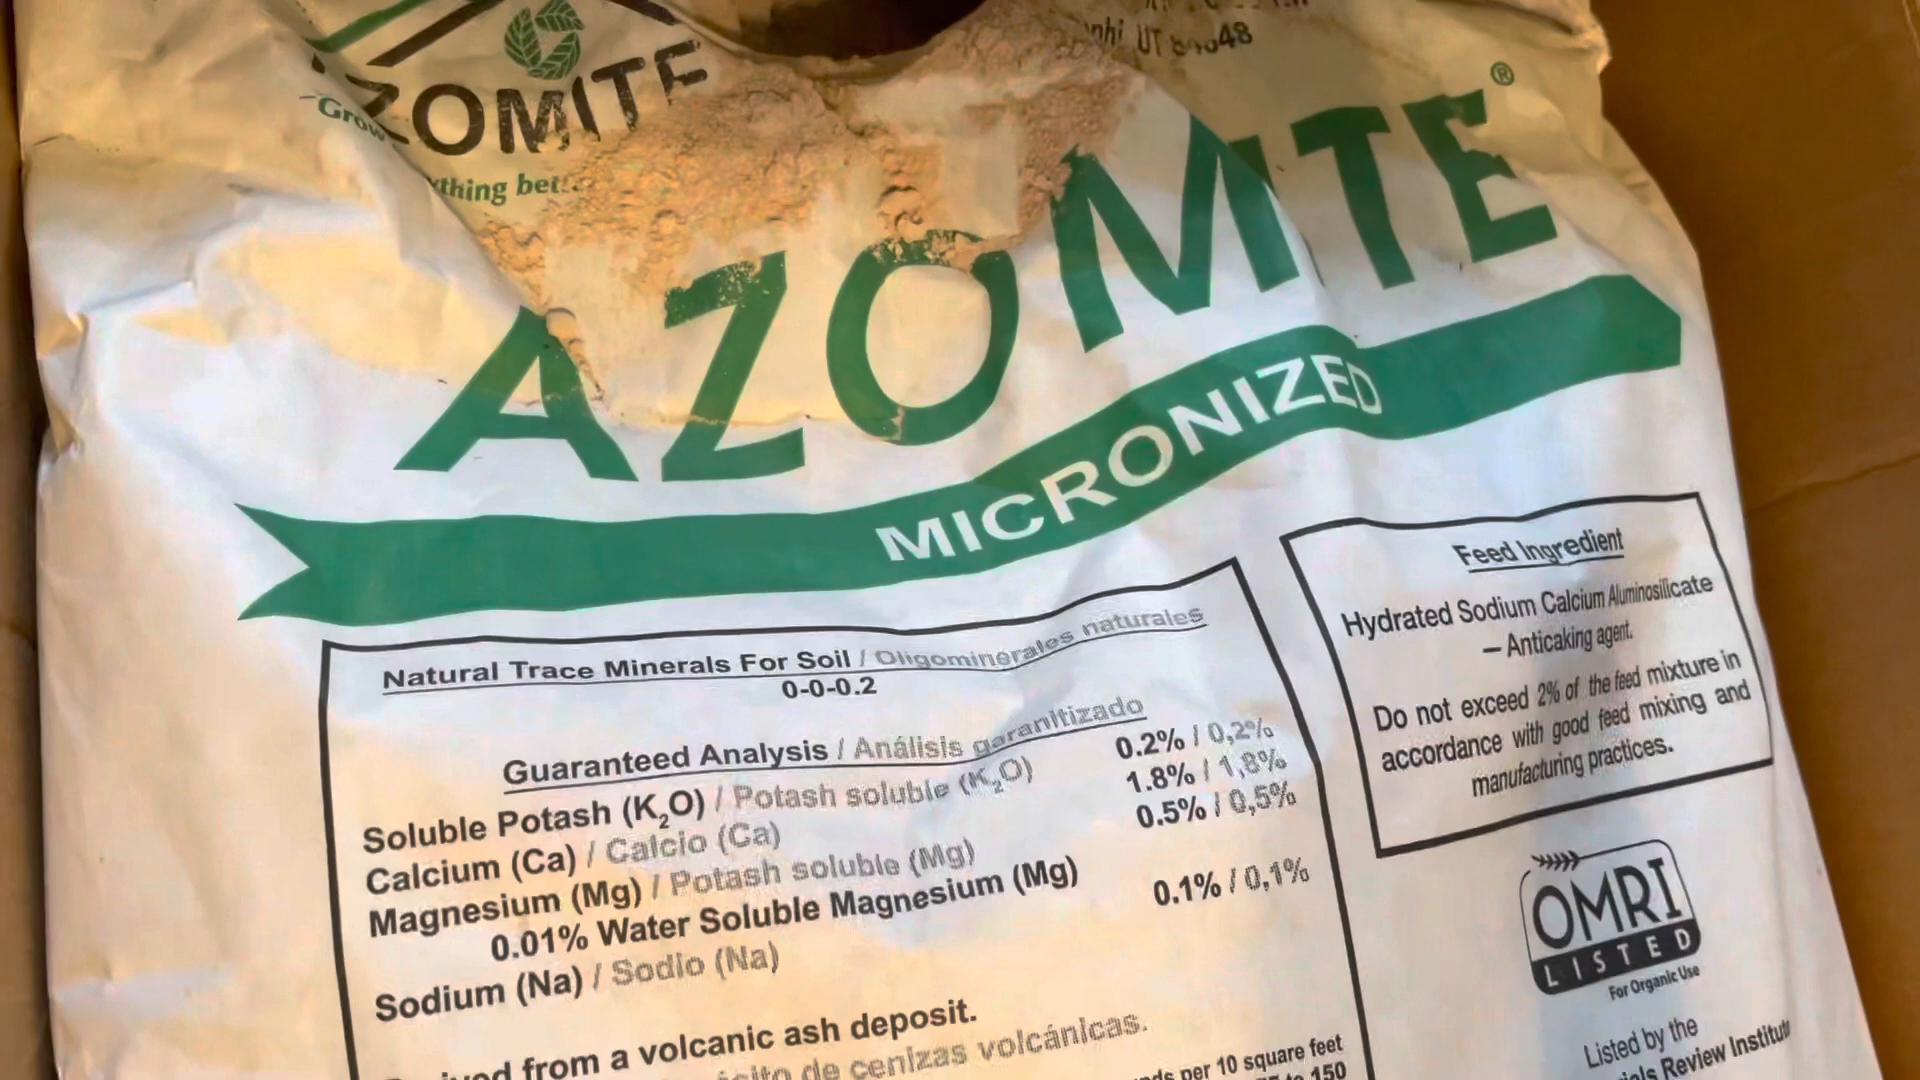 UT
ZOMITE
Grow
thing bet
AZOMITE®
MICRONIZED
Natural Trace Minerals For Soil / Oligominerales naturales
0-0-0.2
Guaranteed Analysis / Análisis garanitizado
Soluble Potash (K₂O) / Potash soluble (K₂O) 0.2% / 0,2%
Calcium (Ca) / Calcio (Ca) 1.8% / 1,8%
Magnesium (Mg) / Potash soluble (Mg) 0.5% / 0,5%
0.01% Water Soluble Magnesium (Mg)
Sodium (Na) / Sodio (Na) 0.1% / 0,1%
from a volcanic ash deposit.
de cenizas volcánicas.
per 10 square feet
to 150
Feed Ingredient
Hydrated Sodium Calcium Aluminosilicate
– Anticaking agent.
Do not exceed 2% of the feed mixture in
accordance with good feed mixing and
manufacturing practices.
OMRI
LISTED
For Organic Use
Listed by the
Review Institute